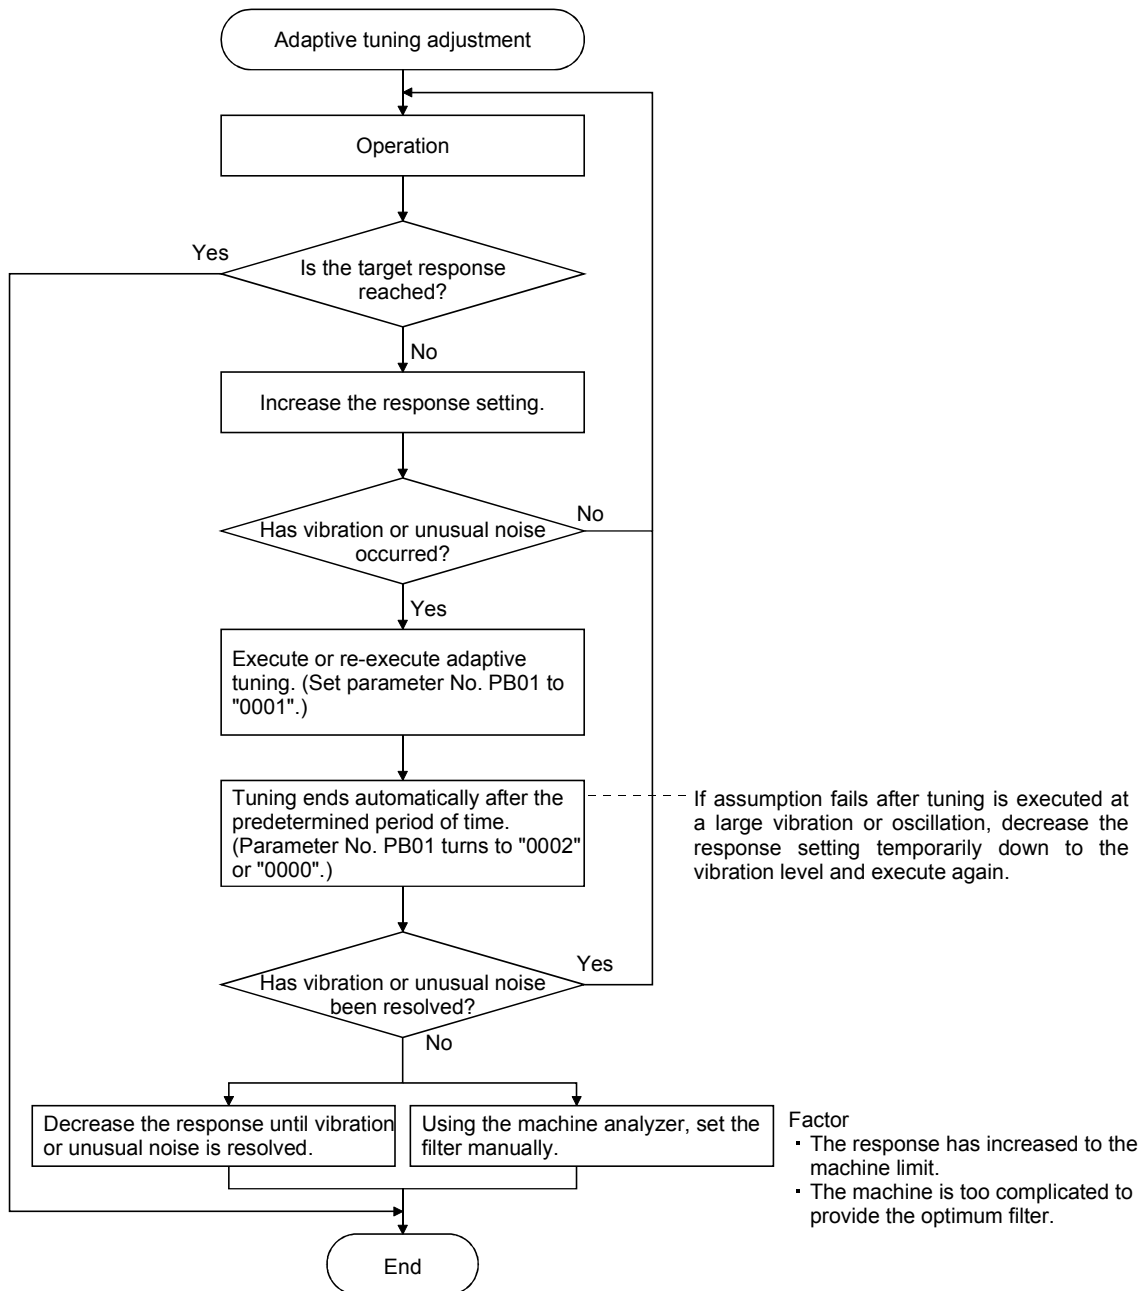 Adaptive tuning adjustment
Operation
Yes
Is the target response
reached?
No
Increase the response setting.
Has vibration or unusual noise
occurred?
No
Yes
Execute or re-execute adaptive
tuning. (Set parameter No. PB01 to
"0001".)
Tuning ends automatically after the
predetermined period of time.
(Parameter No. PB01 turns to "0002"
or "0000".)
If assumption fails after tuning is executed at
a large vibration or oscillation, decrease the
response setting temporarily down to the
vibration level and execute again.
Has vibration or unusual noise
been resolved?
Yes
No
Decrease the response until vibration
or unusual noise is resolved.
Using the machine analyzer, set the
filter manually.
Factor
・The response has increased to the
machine limit.
・The machine is too complicated to
provide the optimum filter.
End